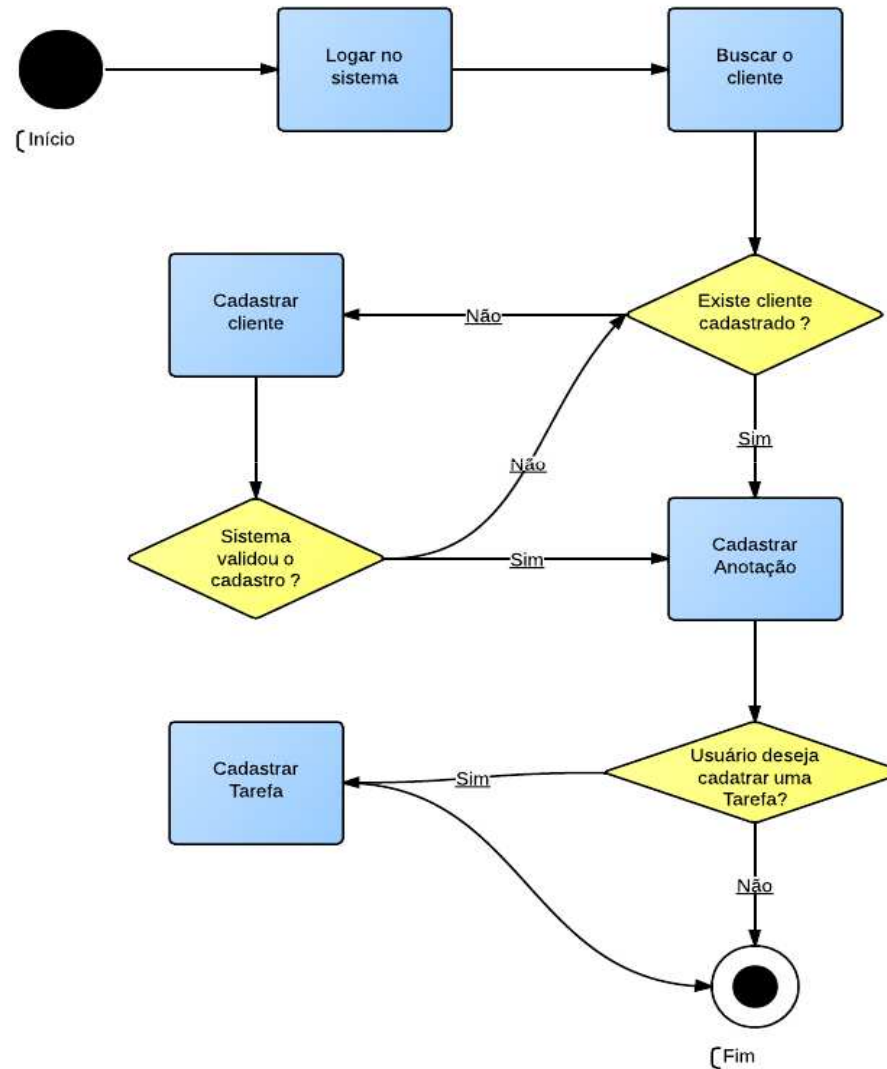 Logar no
sistema
Buscar o
cliente
Início
Cadastrar
cliente
Não
Existe cliente
cadastrado ?
Não
Sim
Sistema
validou o
cadastro ?
Sim
Cadastrar
Anotação
Cadastrar
Tarefa
Sim
Usuário deseja
cadatrar uma
Tarefa?
Não
Fim